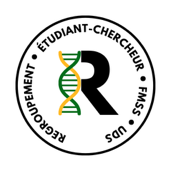 REGROUPEMENT • ÉTUDIANT-CHERCHEUR • FMSS • UDS
R